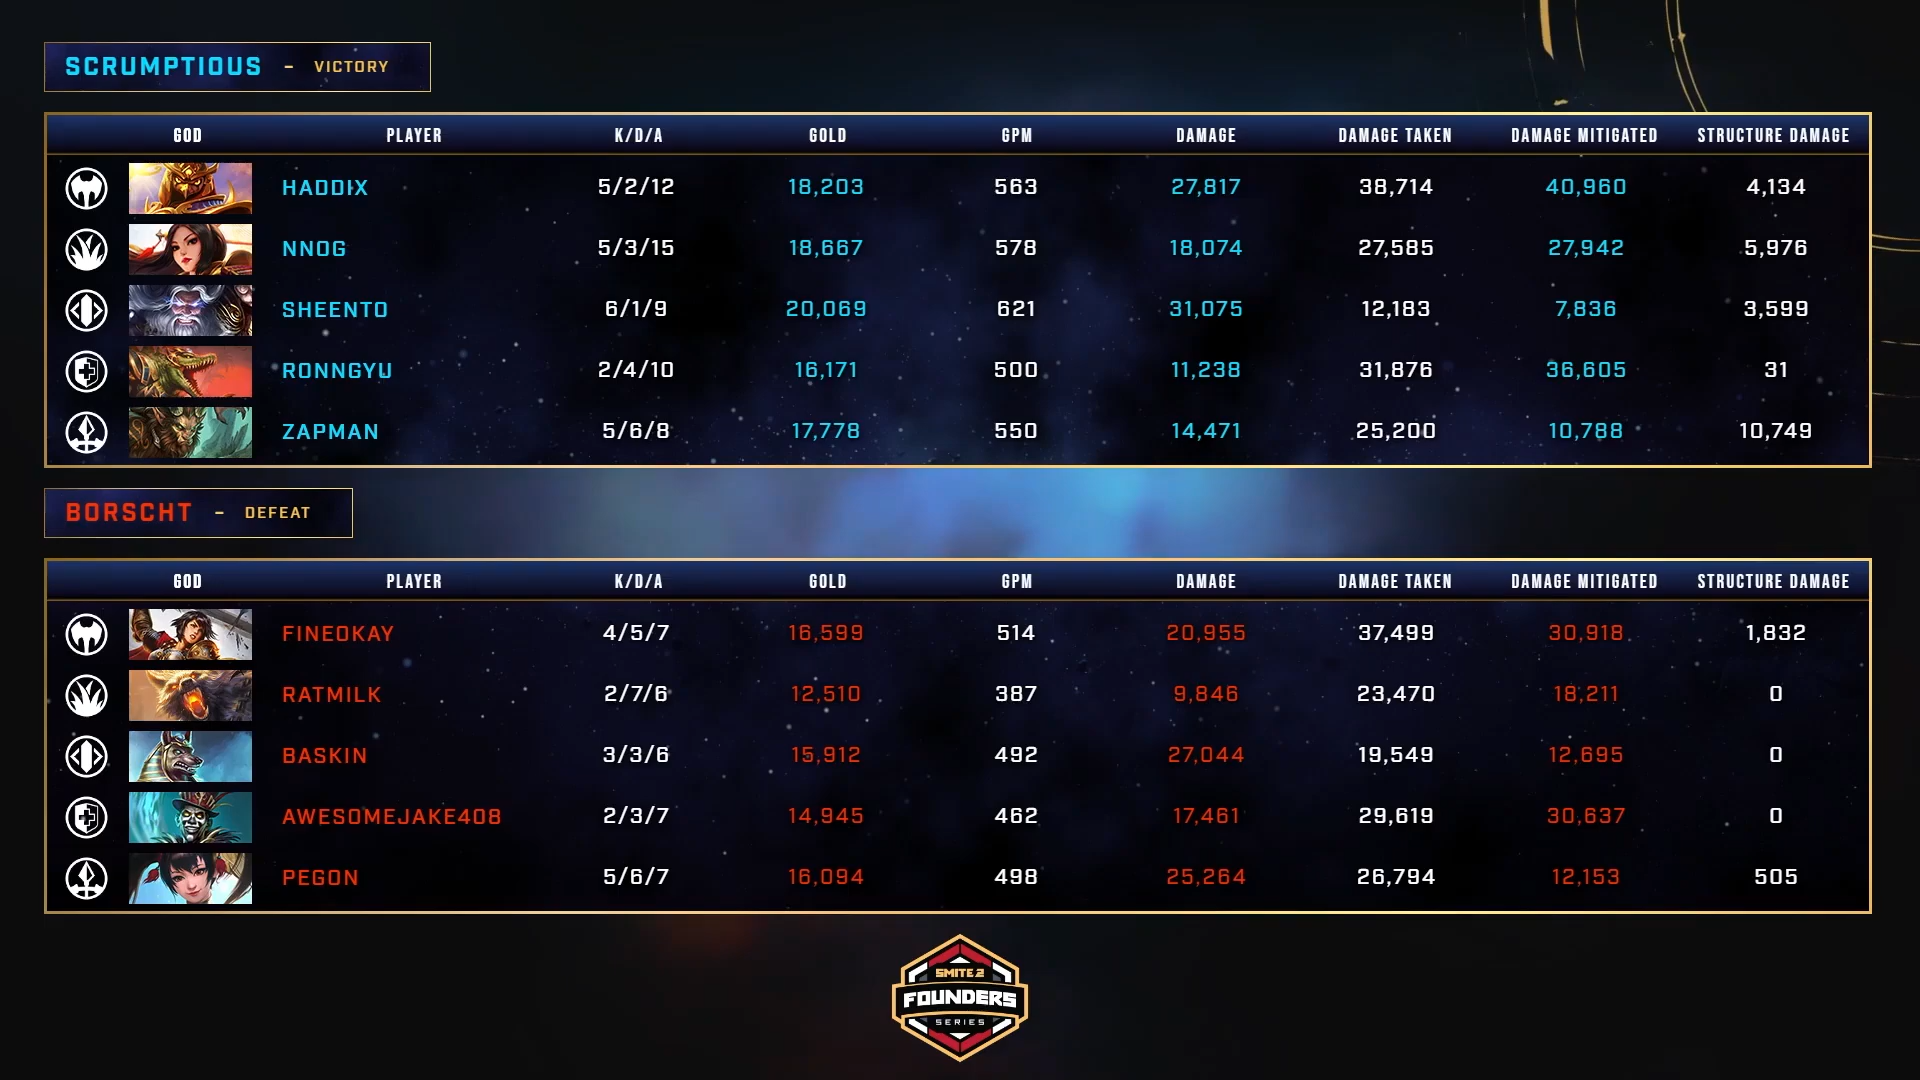 SCRUMPTIOUS - VICTORY
GOD PLAYER K/D/A GOLD GPM DAMAGE DAMAGE TAKEN DAMAGE MITIGATED STRUCTURE DAMAGE
HADDIX 5/2/12 18,203 563 27,817 38,714 40,960 4,134
NNOG 5/3/15 18,667 578 18,074 27,585 27,942 5,976
SHEENTO 6/1/9 20,069 621 31,075 12,183 7,836 3,599
RONNGYU 2/4/10 16,171 500 11,238 31,876 36,605 31
ZAPMAN 5/6/8 17,778 550 14,471 25,200 10,788 10,749
BORSCHT - DEFEAT
GOD PLAYER K/D/A GOLD GPM DAMAGE DAMAGE TAKEN DAMAGE MITIGATED STRUCTURE DAMAGE
FINEOKAY 4/5/7 16,599 514 20,955 37,499 30,918 1,832
RATMILK 2/7/6 12,510 387 9,846 23,470 18,211 0
BASKIN 3/3/6 15,912 492 27,044 19,549 12,695 0
AWESOMEJAKE408 2/3/7 14,945 462 17,461 29,619 30,637 0
PEGON 5/6/7 16,094 498 25,264 26,794 12,153 505
SMITE 2
FOUNDERS
SERIES